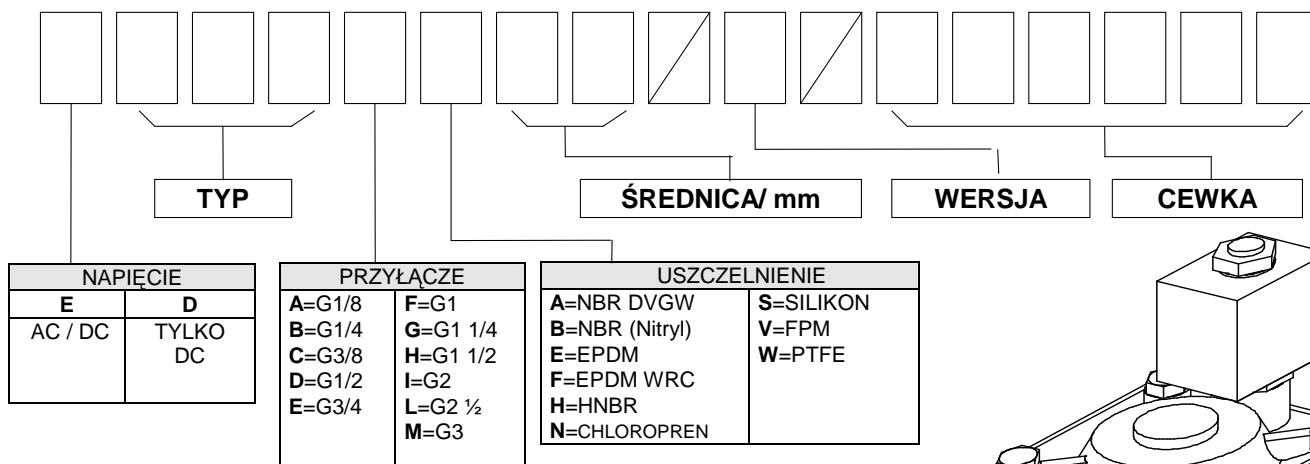 TYP
ŚREDNICA/ mm
WERSJA
CEWKA
NAPIĘCIE
E D
AC / DC TYLKO
DC
PRZYŁĄCZE
A=G1/8 F=G1
B=G1/4 G=G1 1/4
C=G3/8 H=G1 1/2
D=G1/2 I=G2
E=G3/4 L=G2 ½
M=G3
USZCZELNIENIE
A=NBR DVGW S=SILIKON
B=NBR (Nitryl) V=FPM
E=EPDM W=PTFE
F=EPDM WRC
H=HNBR
N=CHLOROPREN